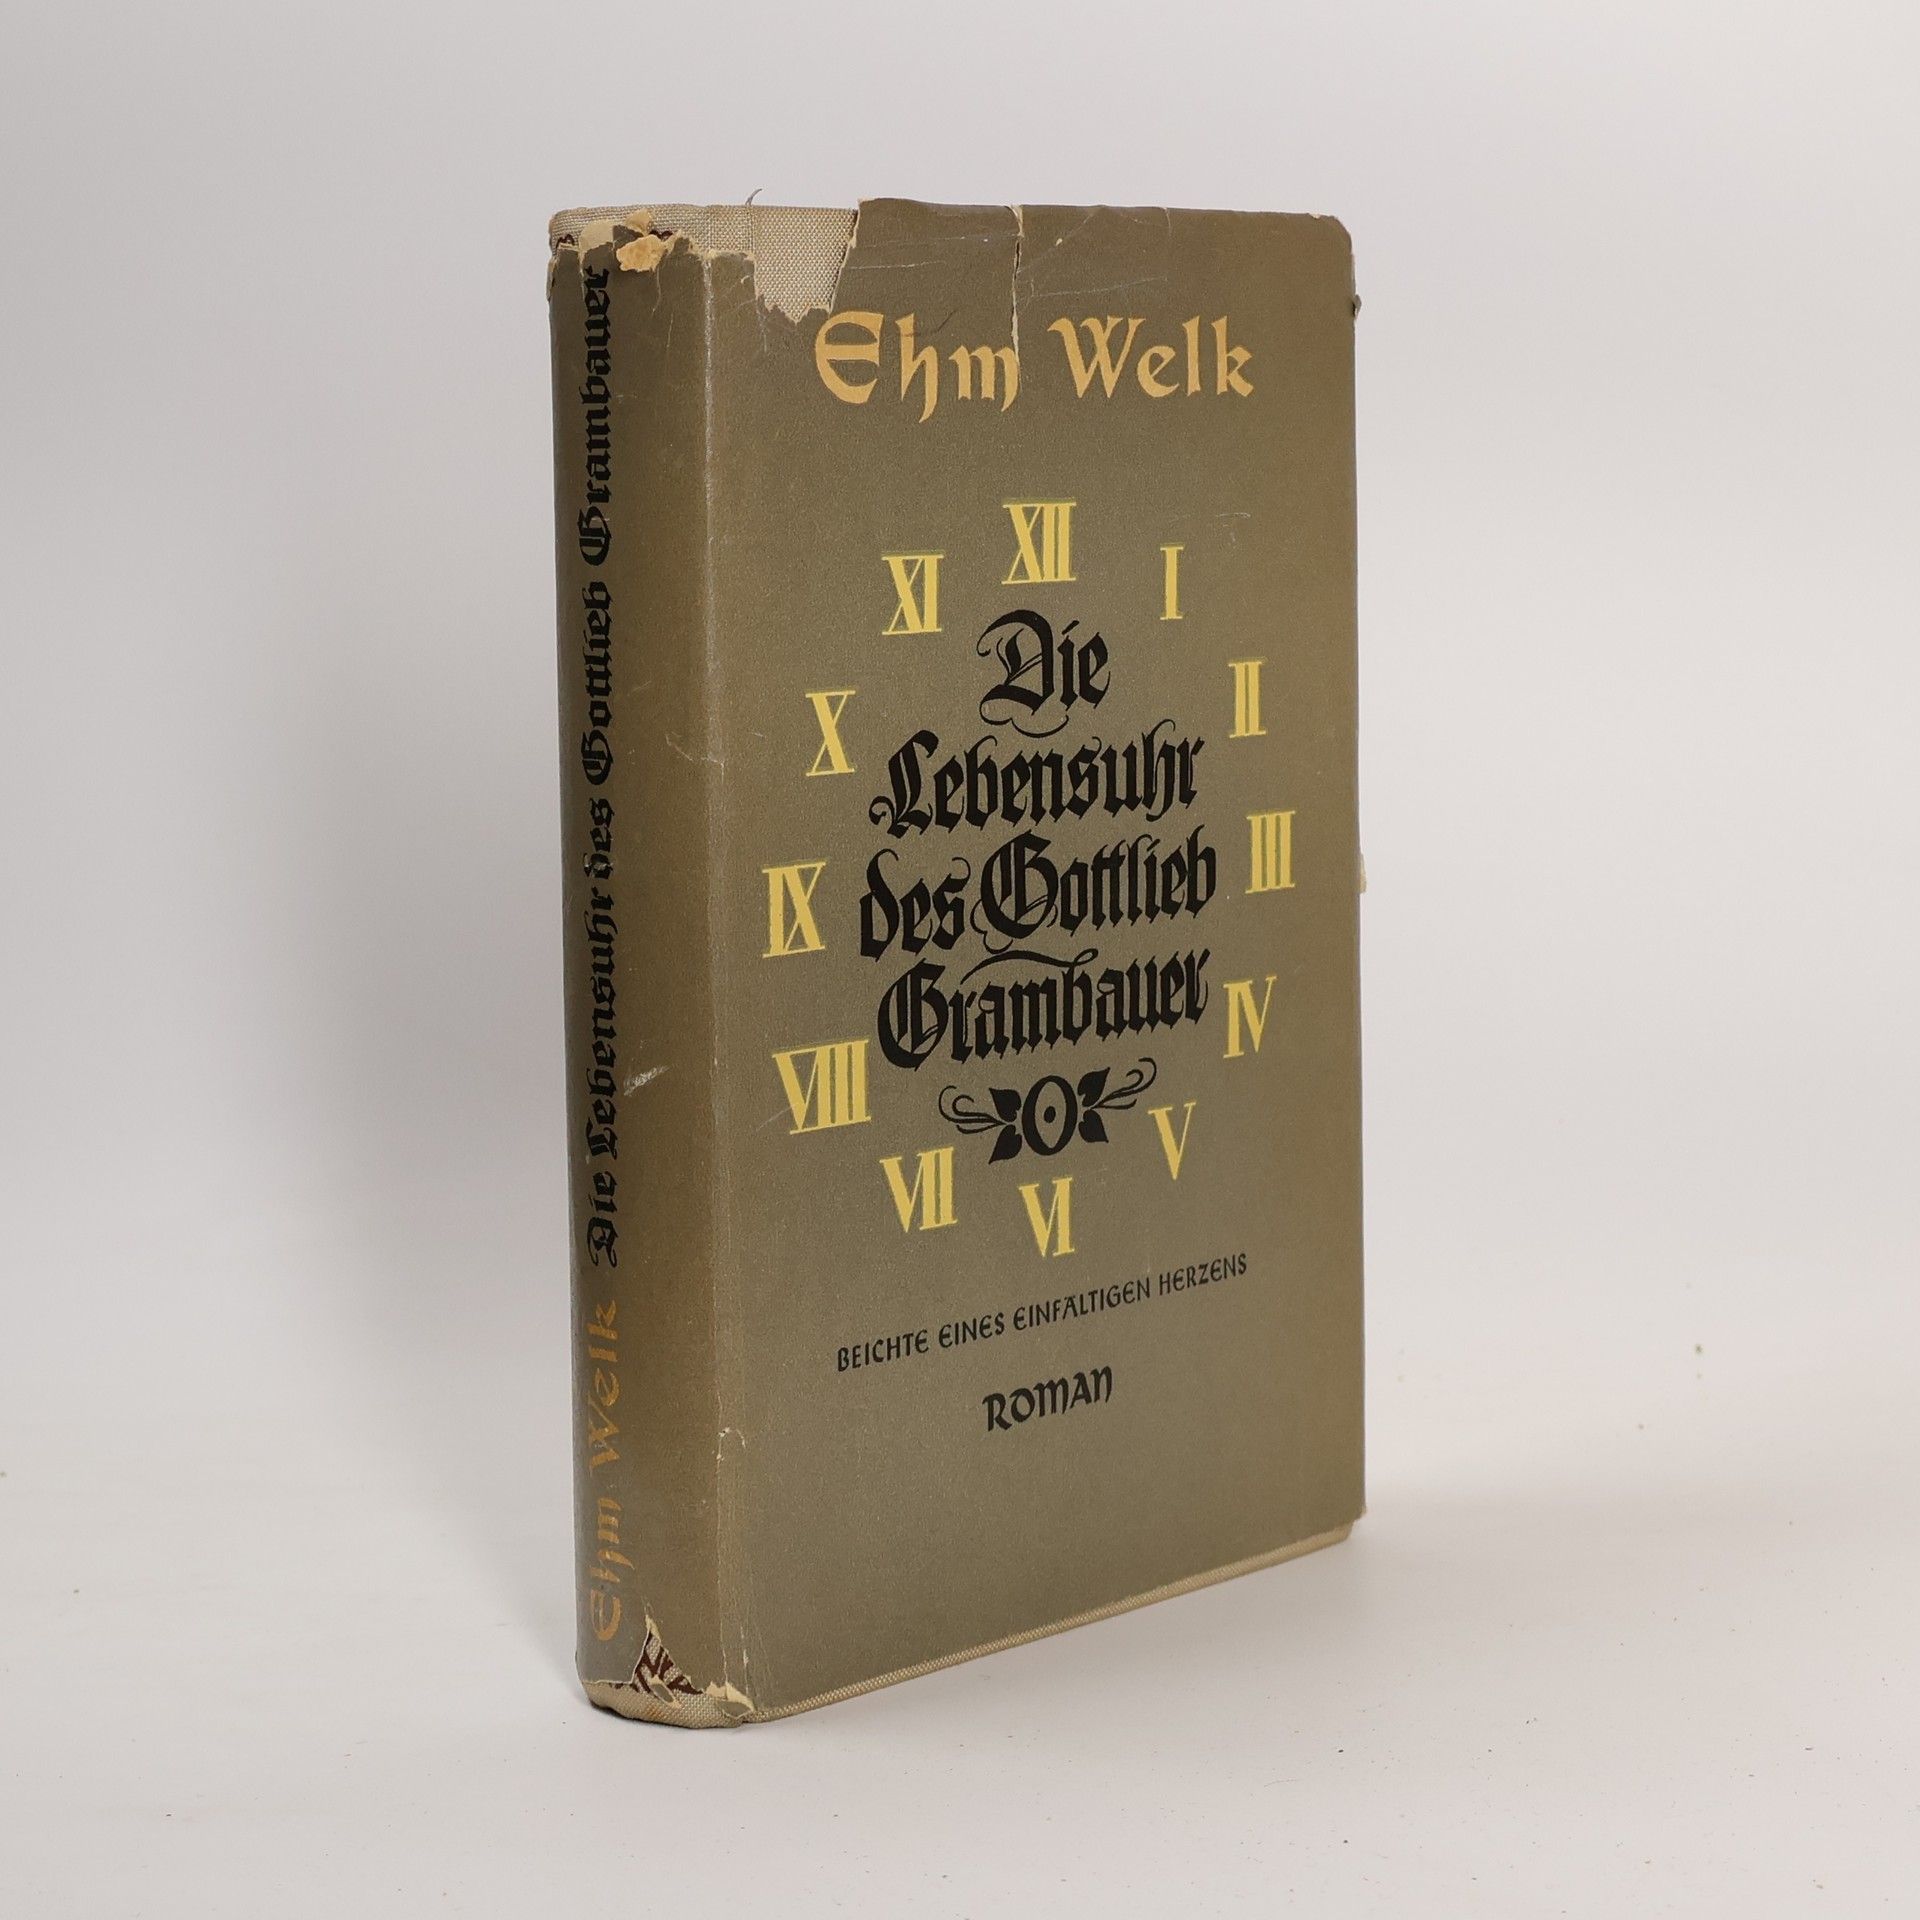 Ehm Welk
XII
XI
I
X
II
IX
III
VIII
IV
VII
V
VI
Die
Lebensuhr
des Gottlieb
Grambauer
BEICHTE EINES EINFÄLTIGEN HERZENS
ROMAN
Ehm Welk Die Lebensuhr des Gottlieb Grambauer